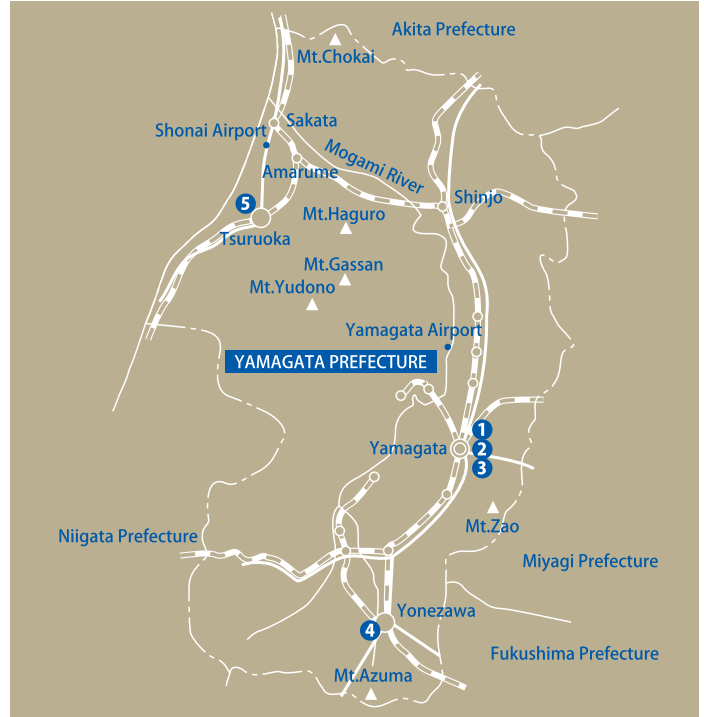 Akita Prefecture
Mt.Chokai
Sakata
Shonai Airport
Mogami River
Amarume
Shinjo
5
Mt.Haguro
Tsuruoka
Mt.Gassan
Mt.Yudono
Yamagata Airport
YAMAGATA PREFECTURE
1
Yamagata
2
3
Mt.Zao
Niigata Prefecture
Miyagi Prefecture
Yonezawa
4
Fukushima Prefecture
Mt.Azuma